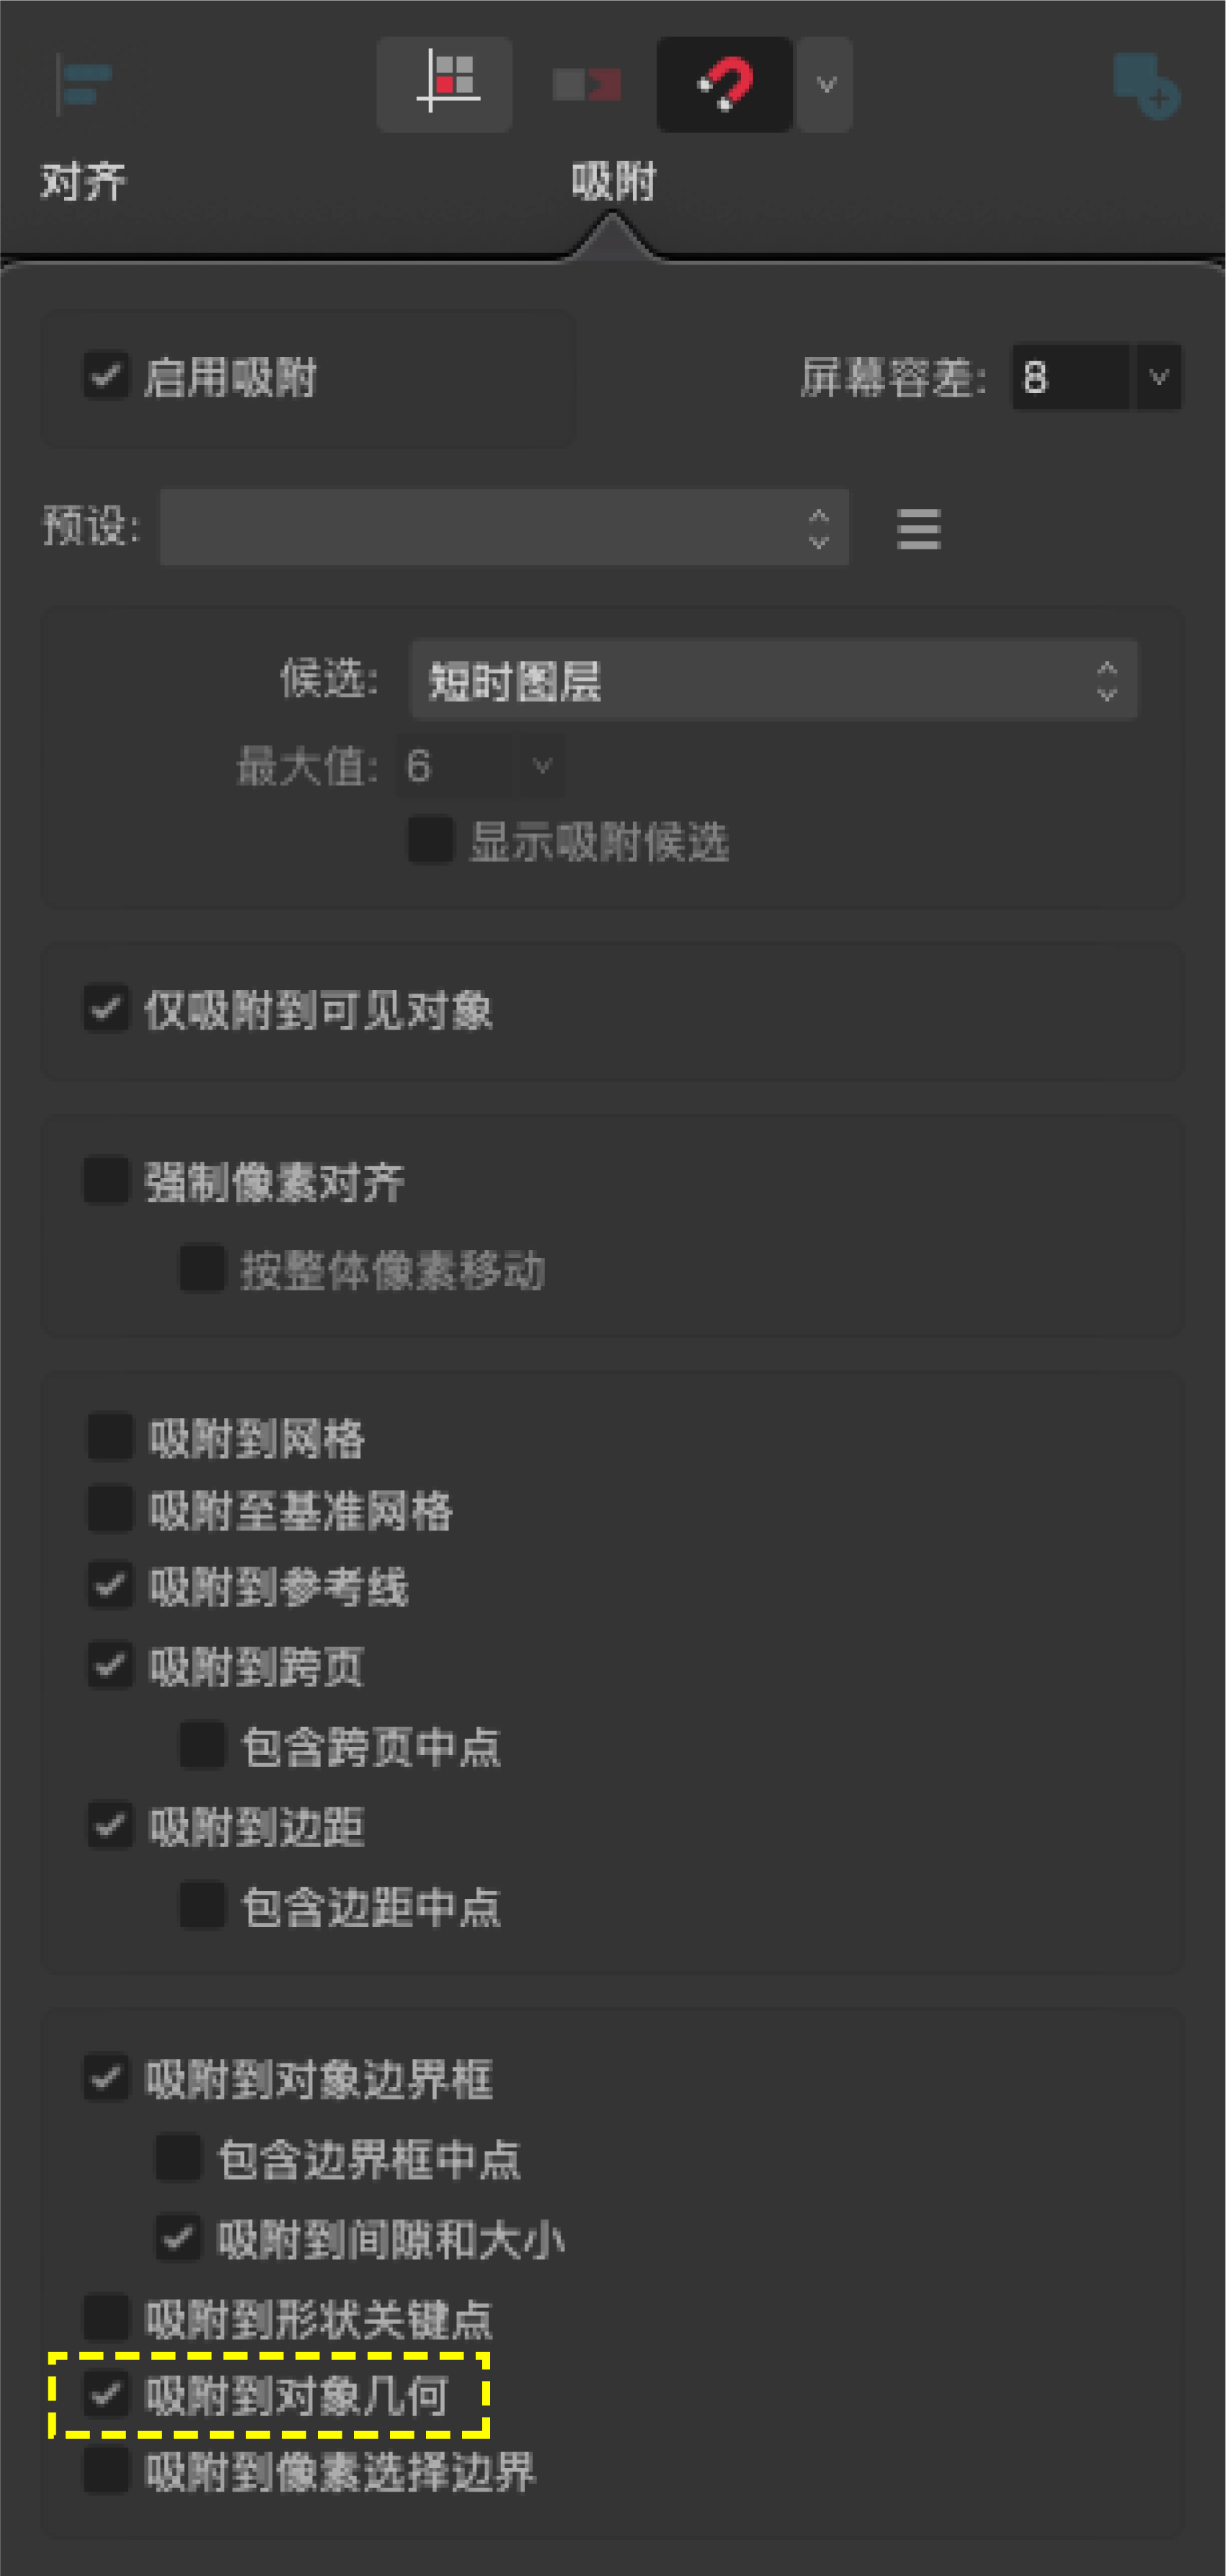 对齐
吸附
启用吸附
屏幕容差: 8
预设:
候选: 短时图层
最大值: 6
显示吸附候选
仅吸附到可见对象
强制像素对齐
按整体像素移动
吸附到网格
吸附至基准网格
吸附到参考线
吸附到跨页
包含跨页中点
吸附到边距
包含边距中点
吸附到对象边界框
包含边界框中点
吸附到间隙和大小
吸附到形状关键点
吸附到对象几何
吸附到像素选择边界